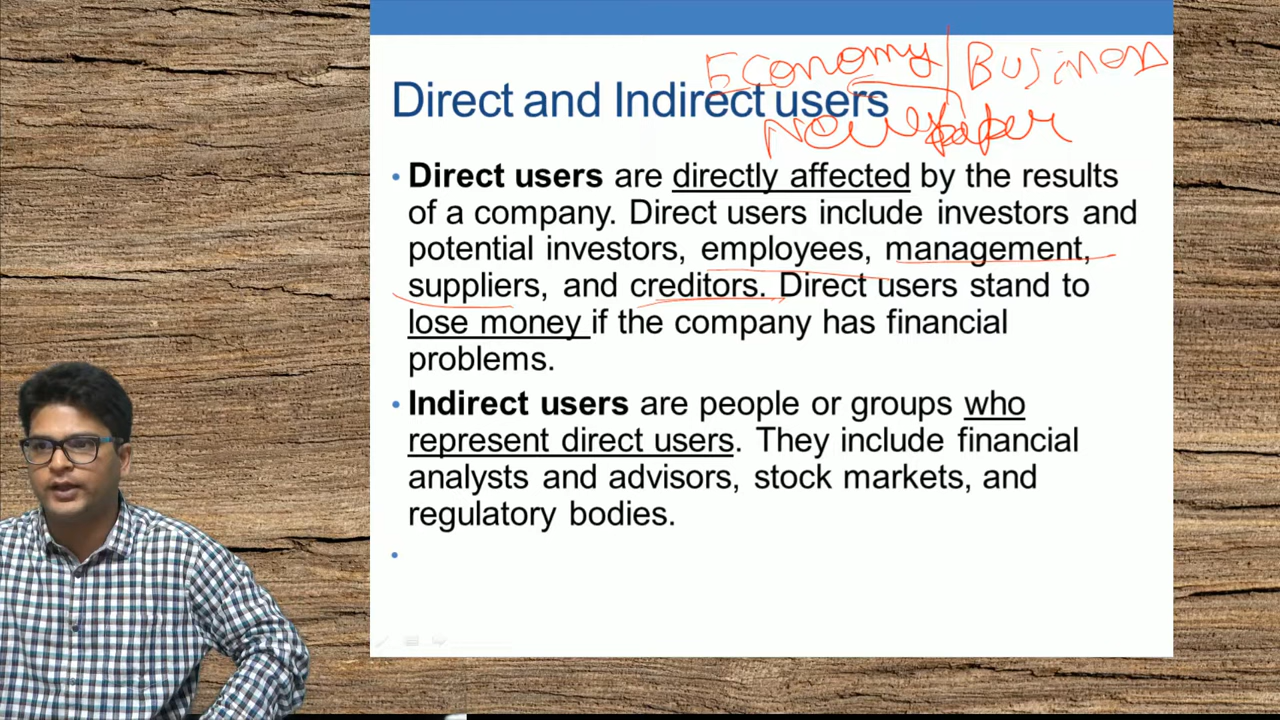 Economy | Business
Direct and Indirect users
Newspaper
• Direct users are directly affected by the results
of a company. Direct users include investors and
potential investors, employees, management,
suppliers, and creditors. Direct users stand to
lose money if the company has financial
problems.
• Indirect users are people or groups who
represent direct users. They include financial
analysts and advisors, stock markets, and
regulatory bodies.
•